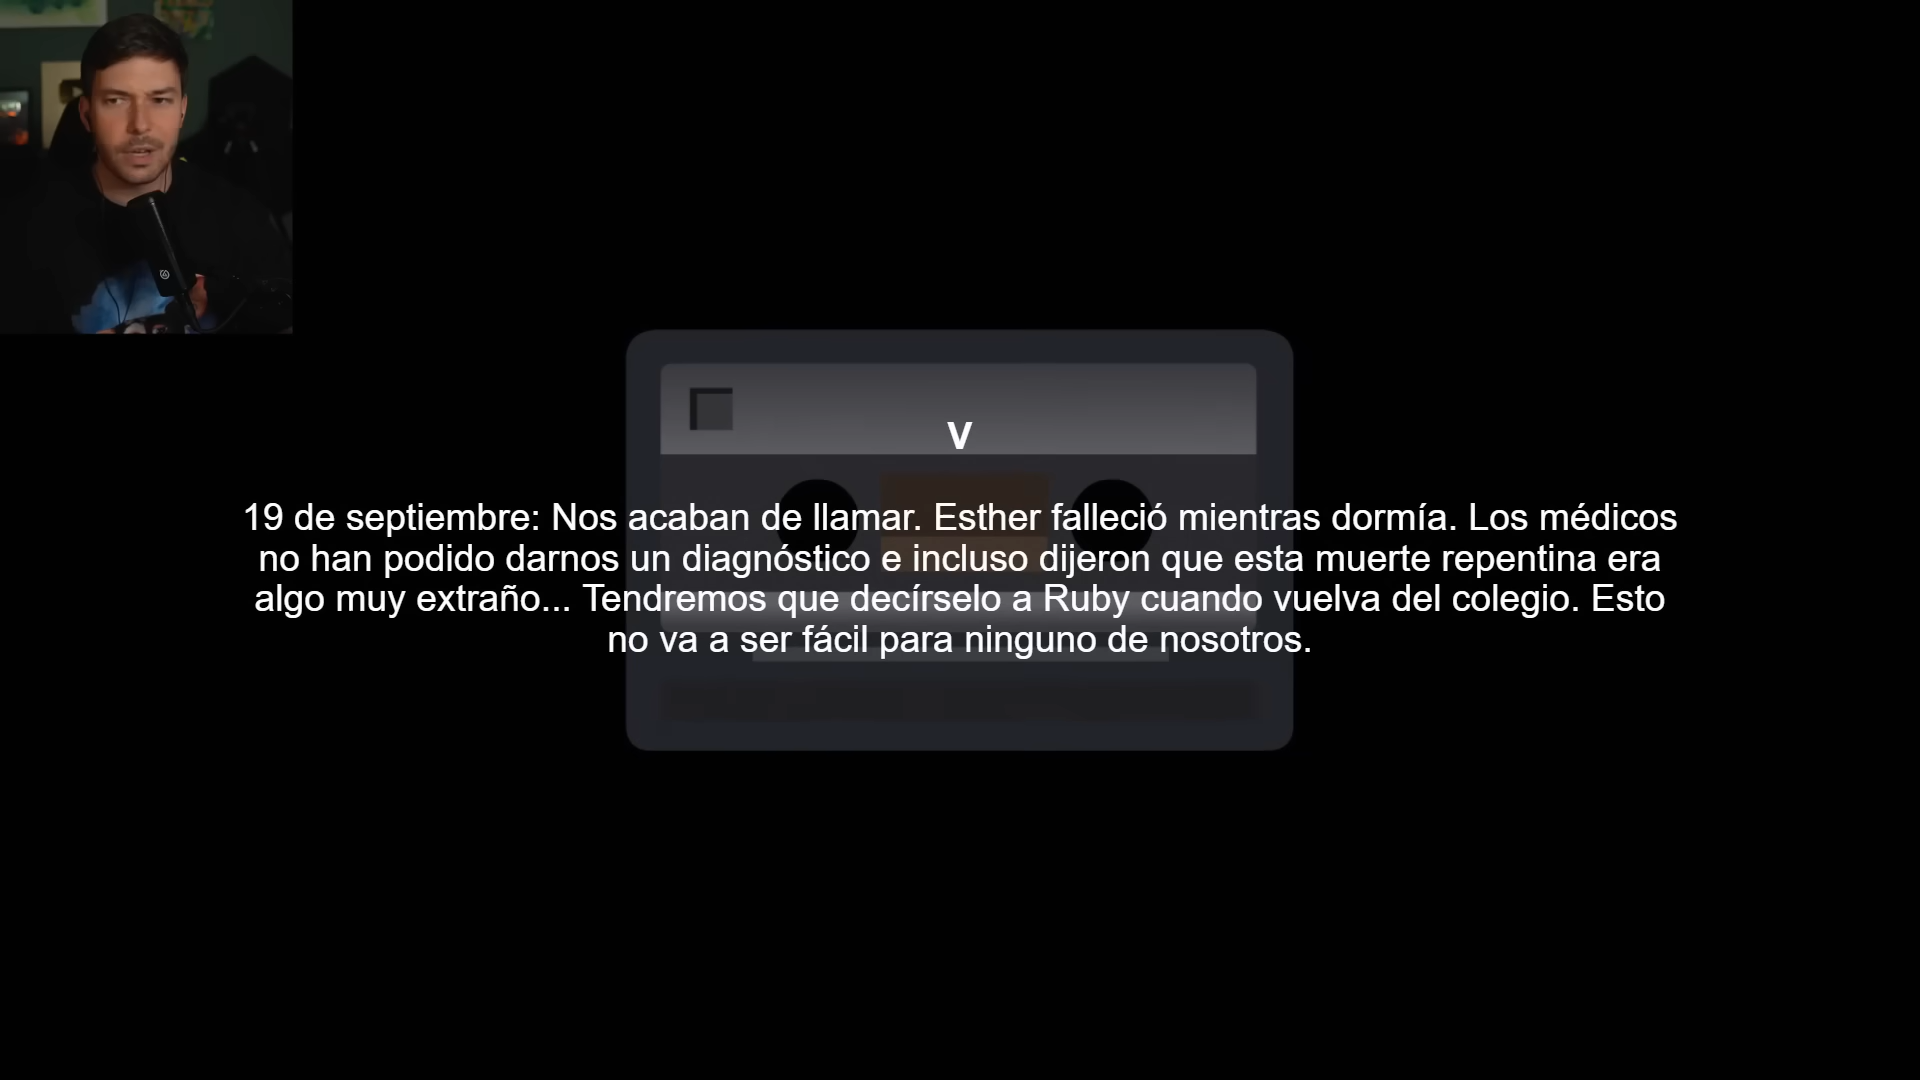 V
19 de septiembre: Nos acaban de llamar. Esther falleció mientras dormía. Los médicos
no han podido darnos un diagnóstico e incluso dijeron que esta muerte repentina era
algo muy extraño... Tendremos que decírselo a Ruby cuando vuelva del colegio. Esto
no va a ser fácil para ninguno de nosotros.